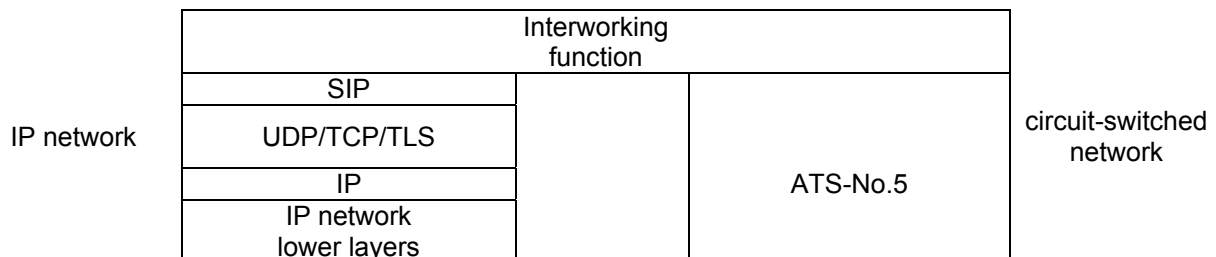 Interworking
function
SIP
IP network
UDP/TCP/TLS
circuit-switched
network
IP
ATS-No.5
IP network
lower layers